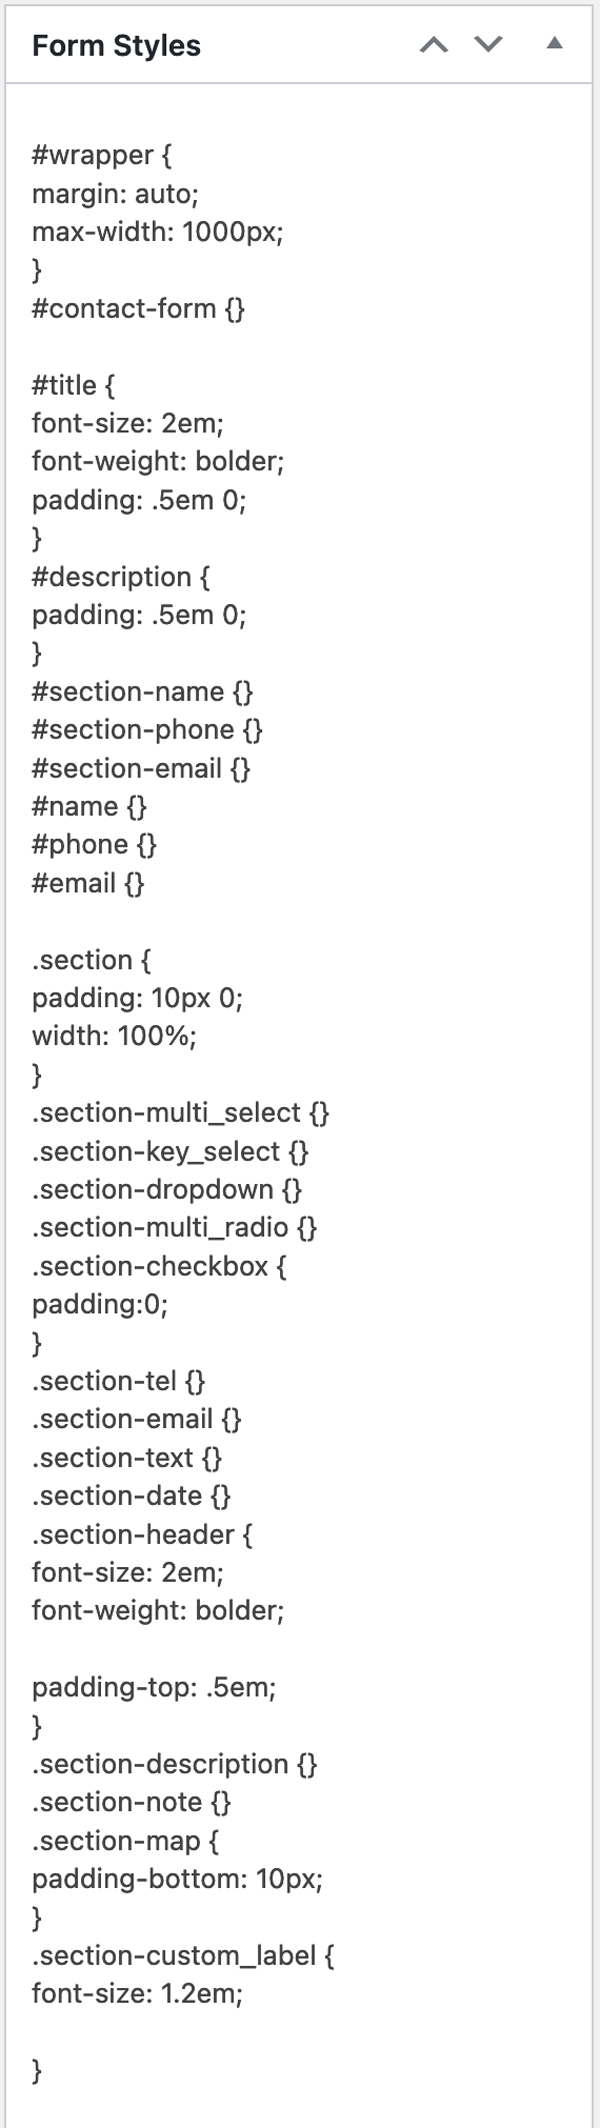 Form Styles
#wrapper {
margin: auto;
max-width: 1000px;
}
#contact-form {}
#title {
font-size: 2em;
font-weight: bolder;
padding: .5em 0;
}
#description {
padding: .5em 0;
}
#section-name {}
#section-phone {}
#section-email {}
#name {}
#phone {}
#email {}
.section {
padding: 10px 0;
width: 100%;
}
.section-multi_select {}
.section-key_select {}
.section-dropdown {}
.section-multi_radio {}
.section-checkbox {
padding:0;
}
.section-tel {}
.section-email {}
.section-text {}
.section-date {}
.section-header {
font-size: 2em;
font-weight: bolder;
padding-top: .5em;
}
.section-description {}
.section-note {}
.section-map {
padding-bottom: 10px;
}
.section-custom_label {
font-size: 1.2em;
}